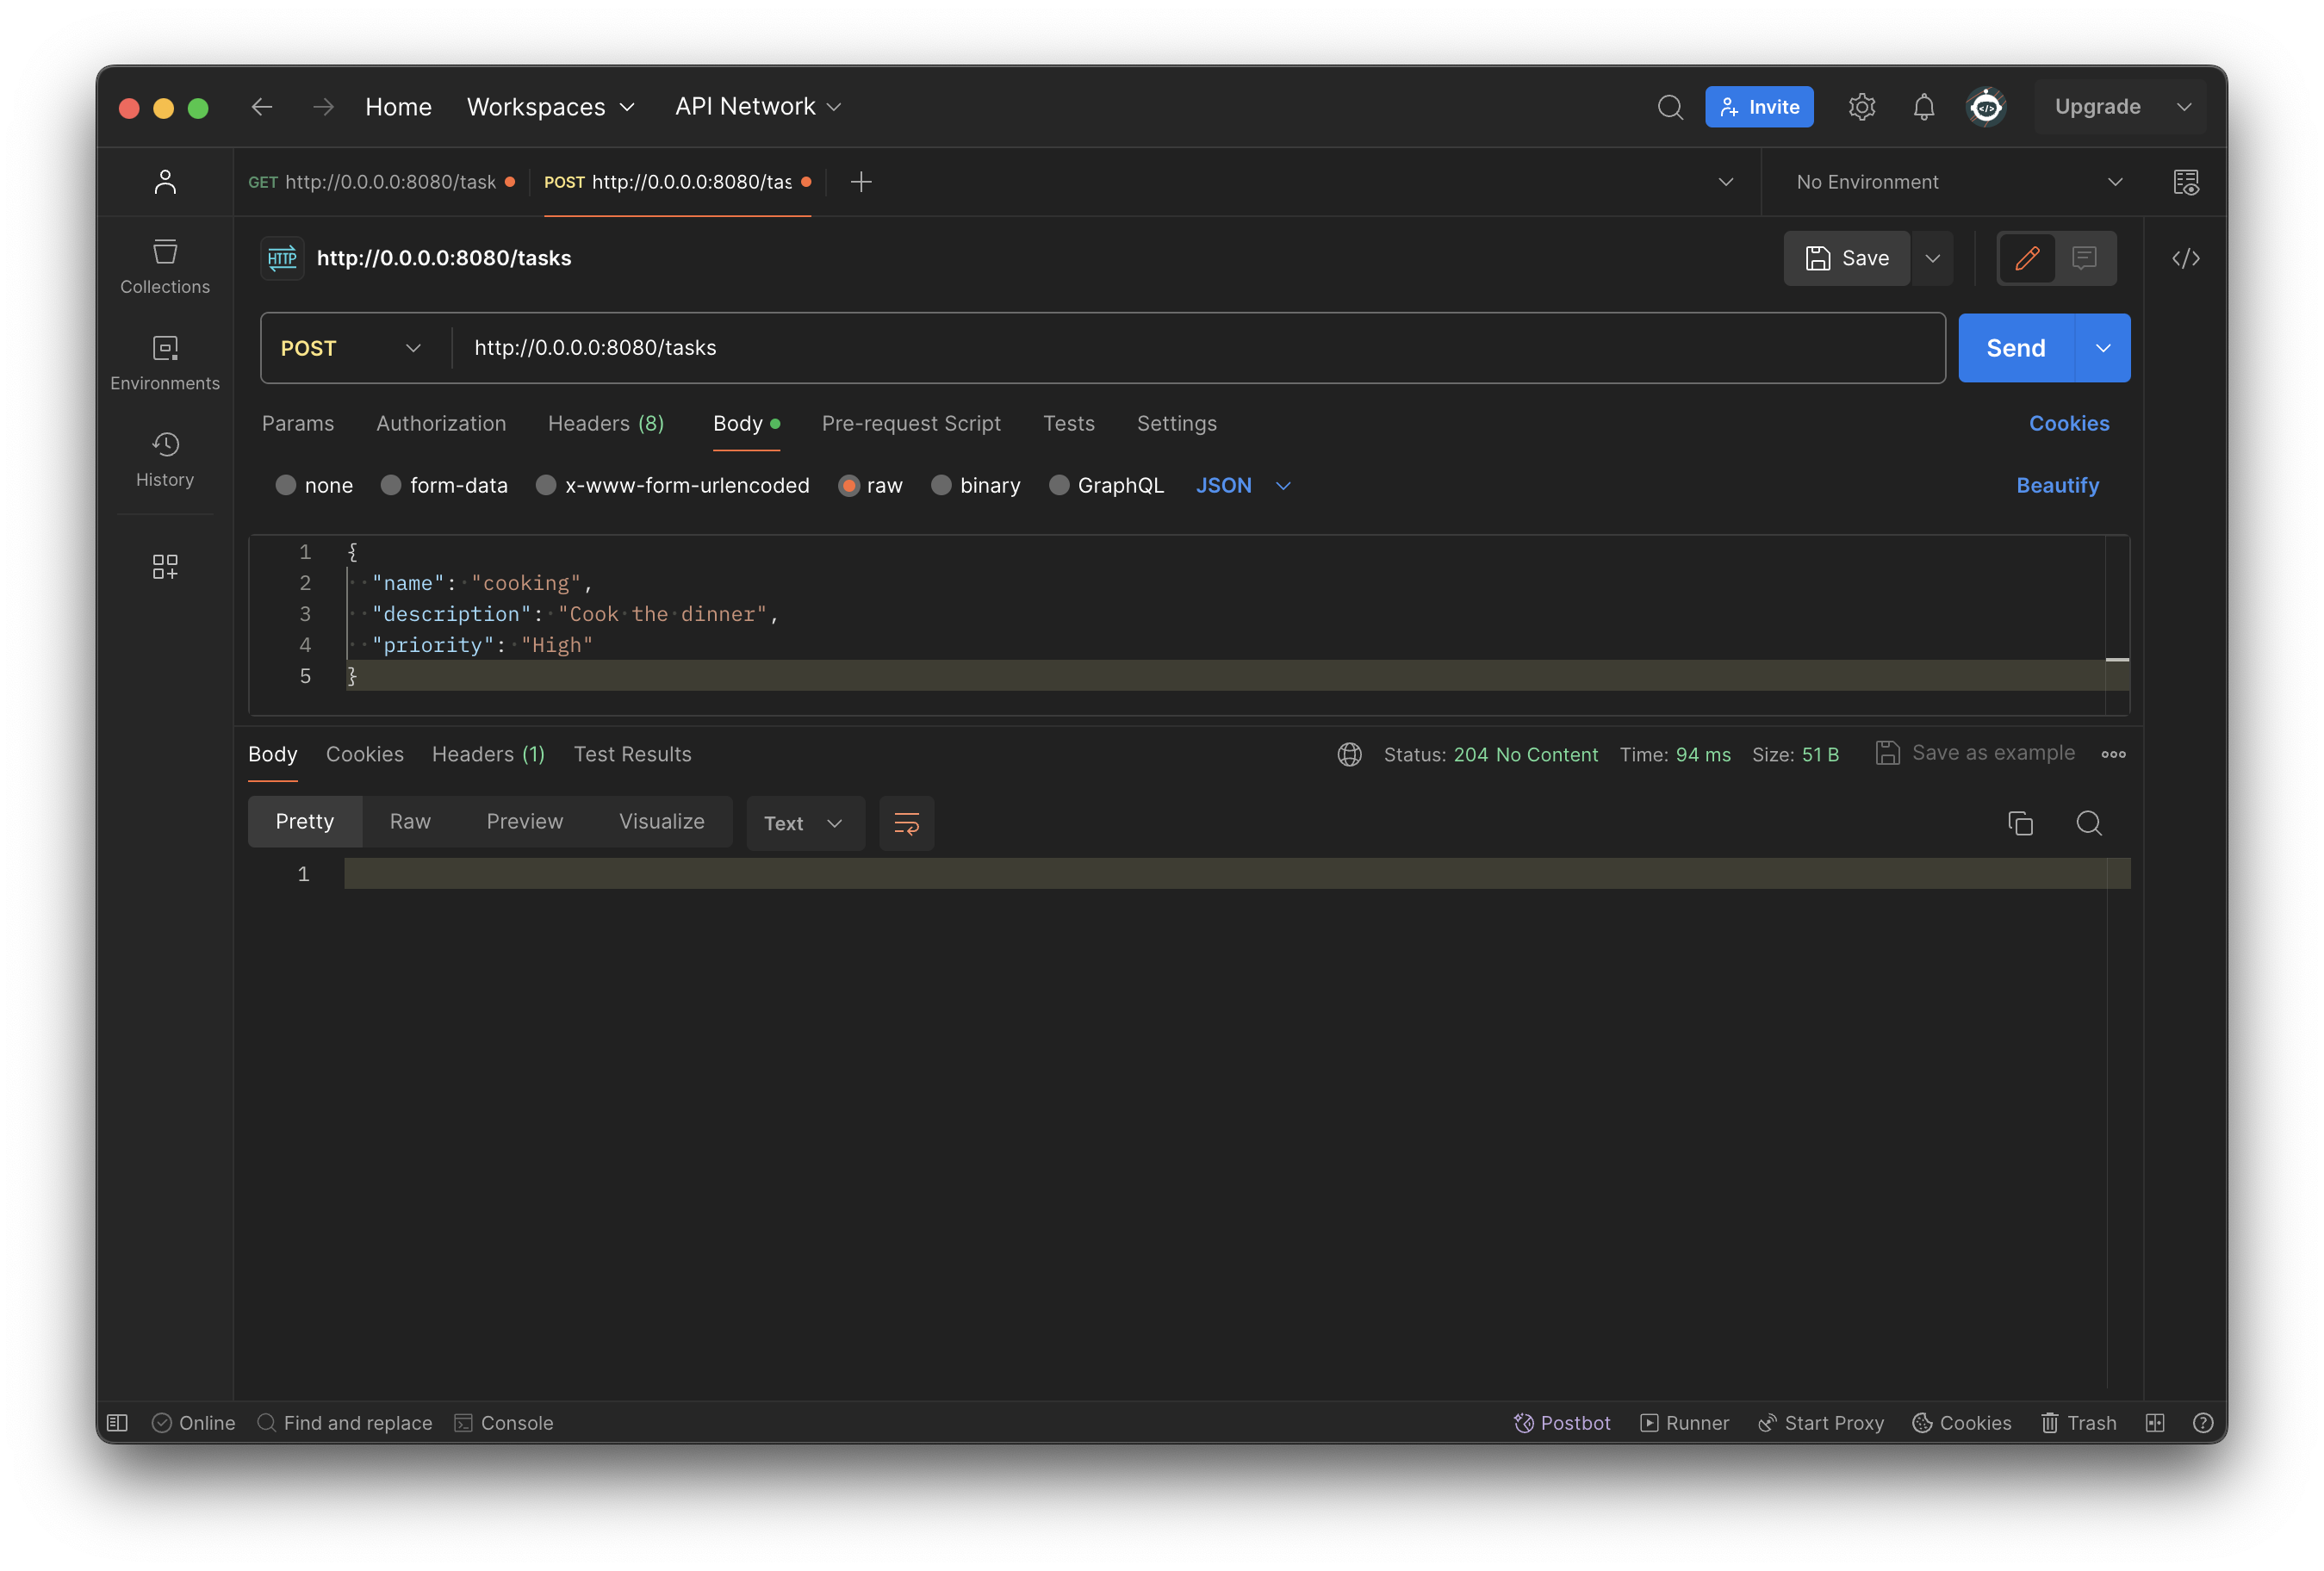 Home Workspaces API Network Invite Upgrade
GET http://0.0.0.0:8080/task POST http://0.0.0.0:8080/tas No Environment
HTTP http://0.0.0.0:8080/tasks Save
Collections
POST http://0.0.0.0:8080/tasks Send
Environments
Params Authorization Headers (8) Body Pre-request Script Tests Settings Cookies
History
none form-data x-www-form-urlencoded raw binary GraphQL JSON Beautify
1 {
2 "name": "cooking",
3 "description": "Cook the dinner",
4 "priority": "High"
5 }
Body Cookies Headers (1) Test Results Status: 204 No Content Time: 94 ms Size: 51 B Save as example
Pretty Raw Preview Visualize Text
1
Online Find and replace Console Postbot Runner Start Proxy Cookies Trash